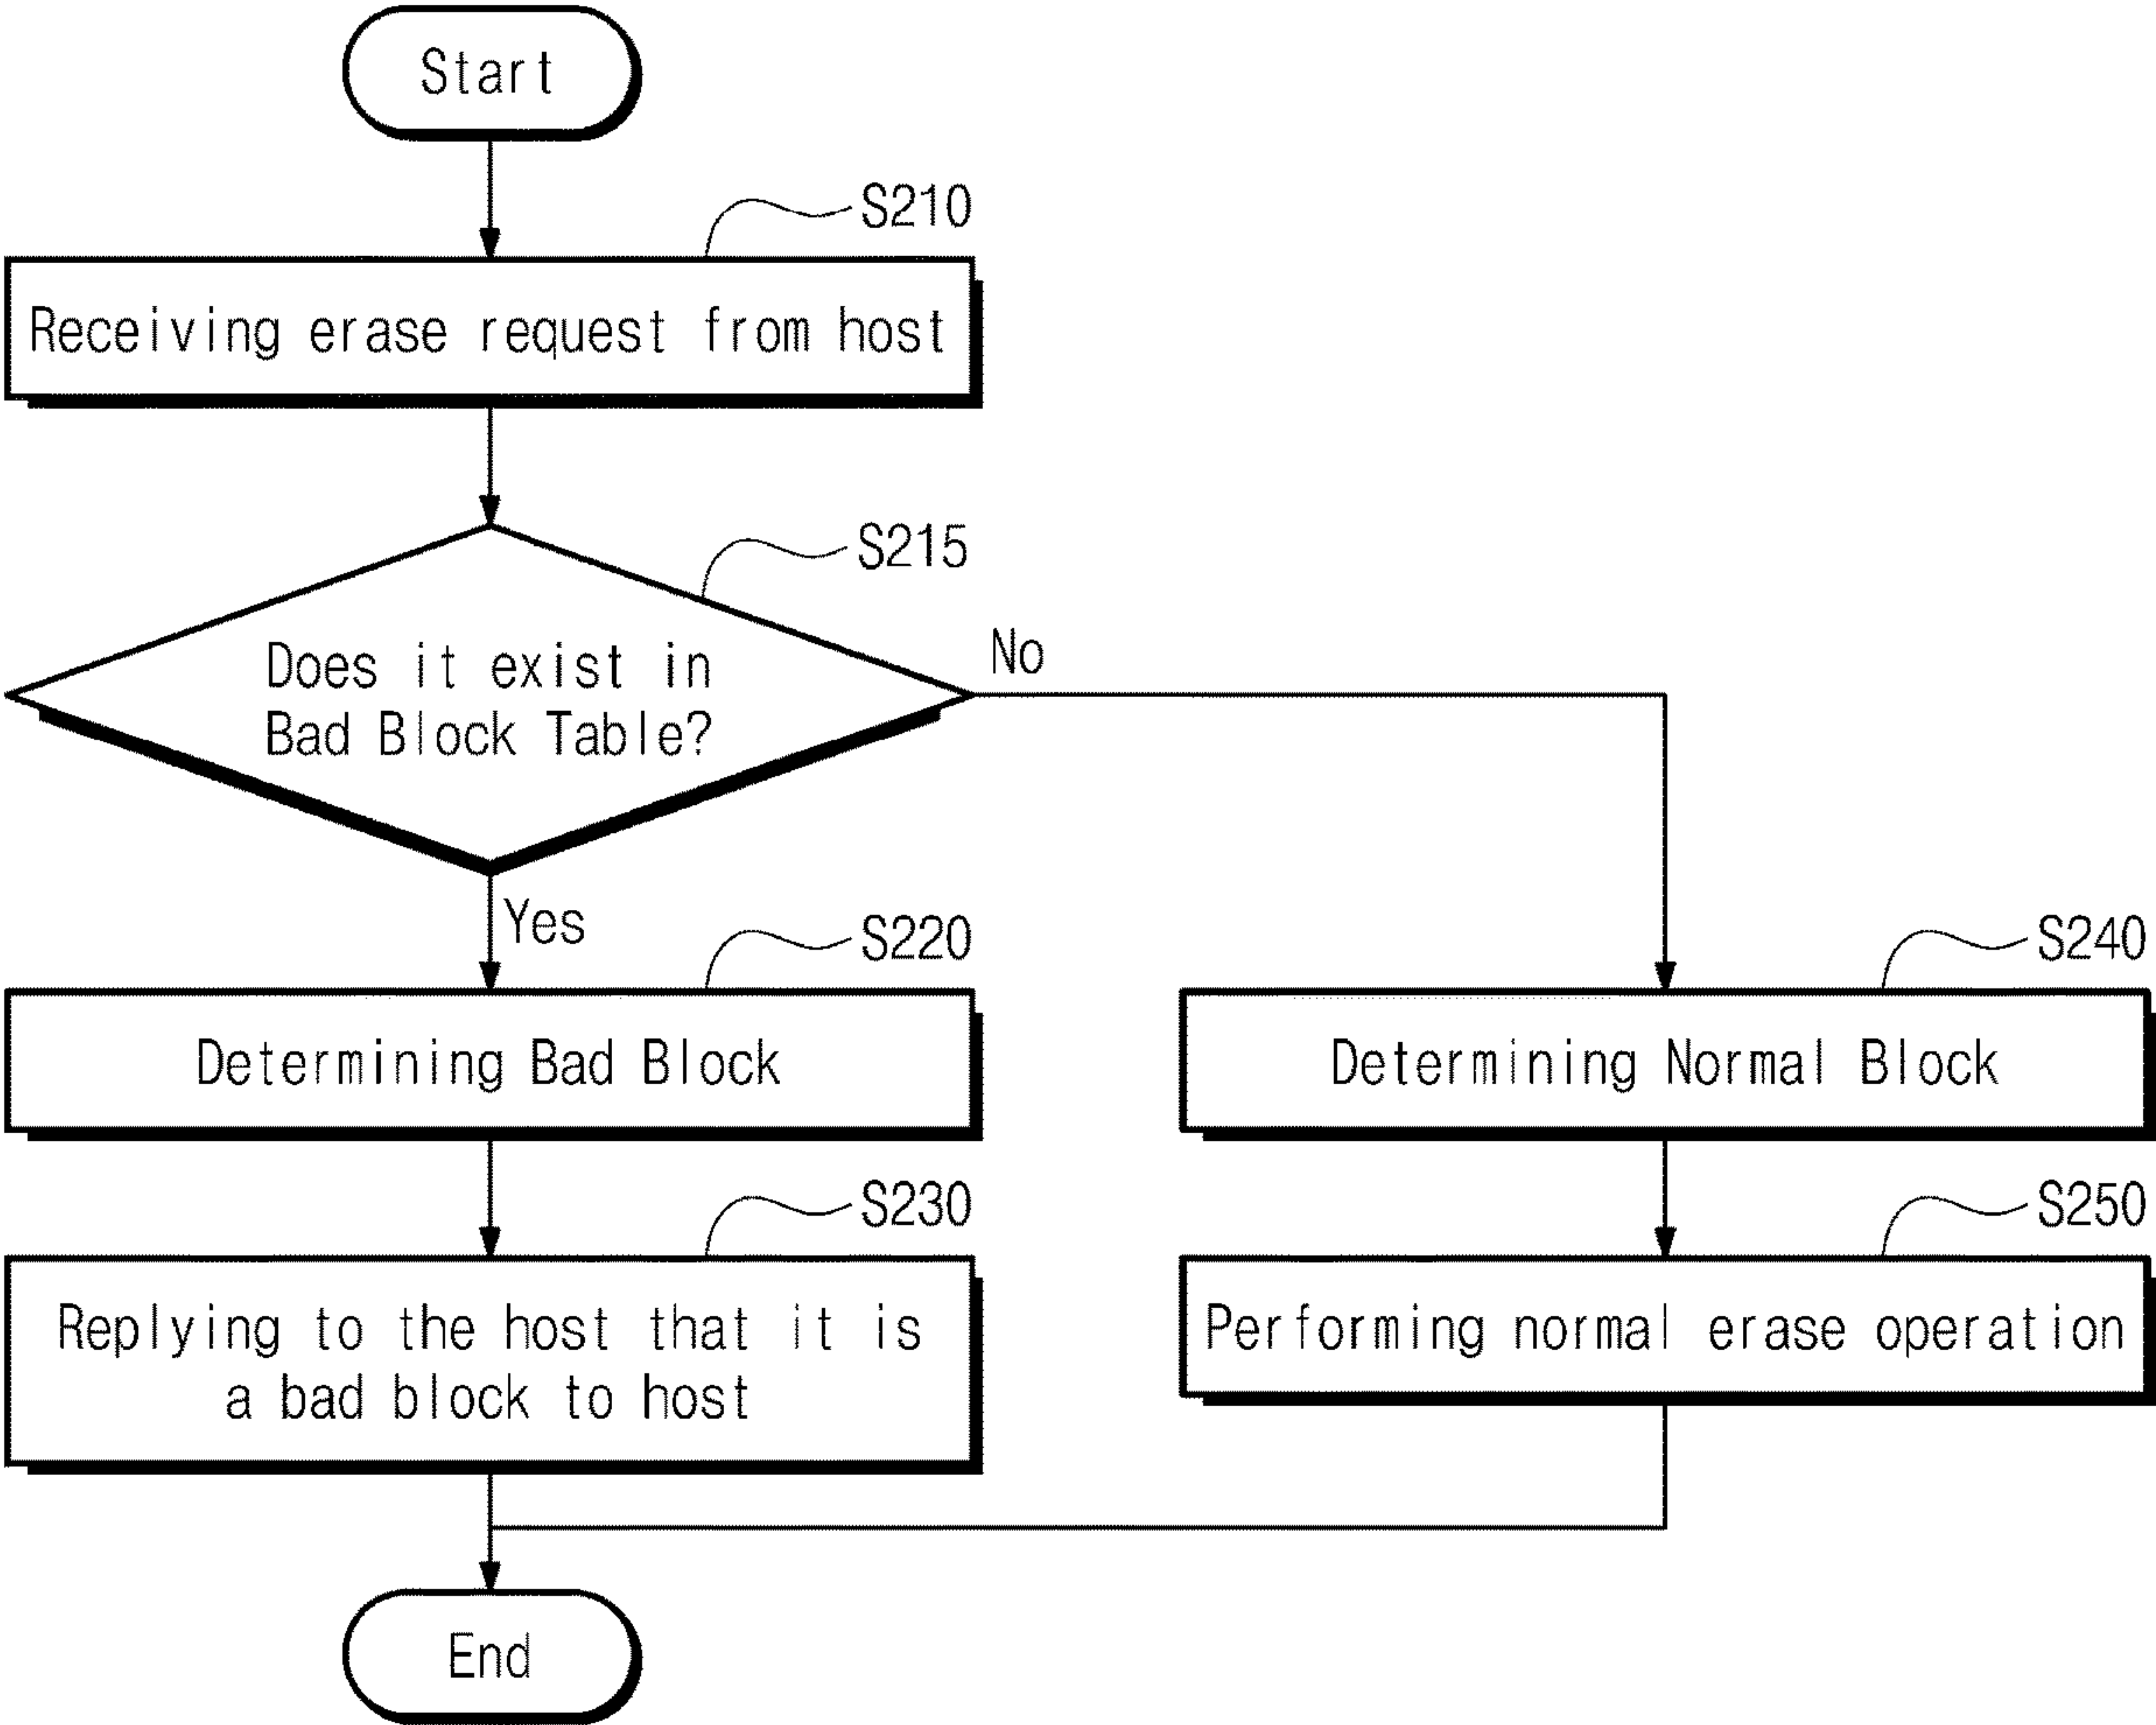 Start
S210
Receiving erase request from host
S215
Does it exist in
Bad Block Table?
No
Yes
S220
Determining Bad Block
S240
Determining Normal Block
S230
Replying to the host that it is
a bad block to host
S250
Performing normal erase operation
End